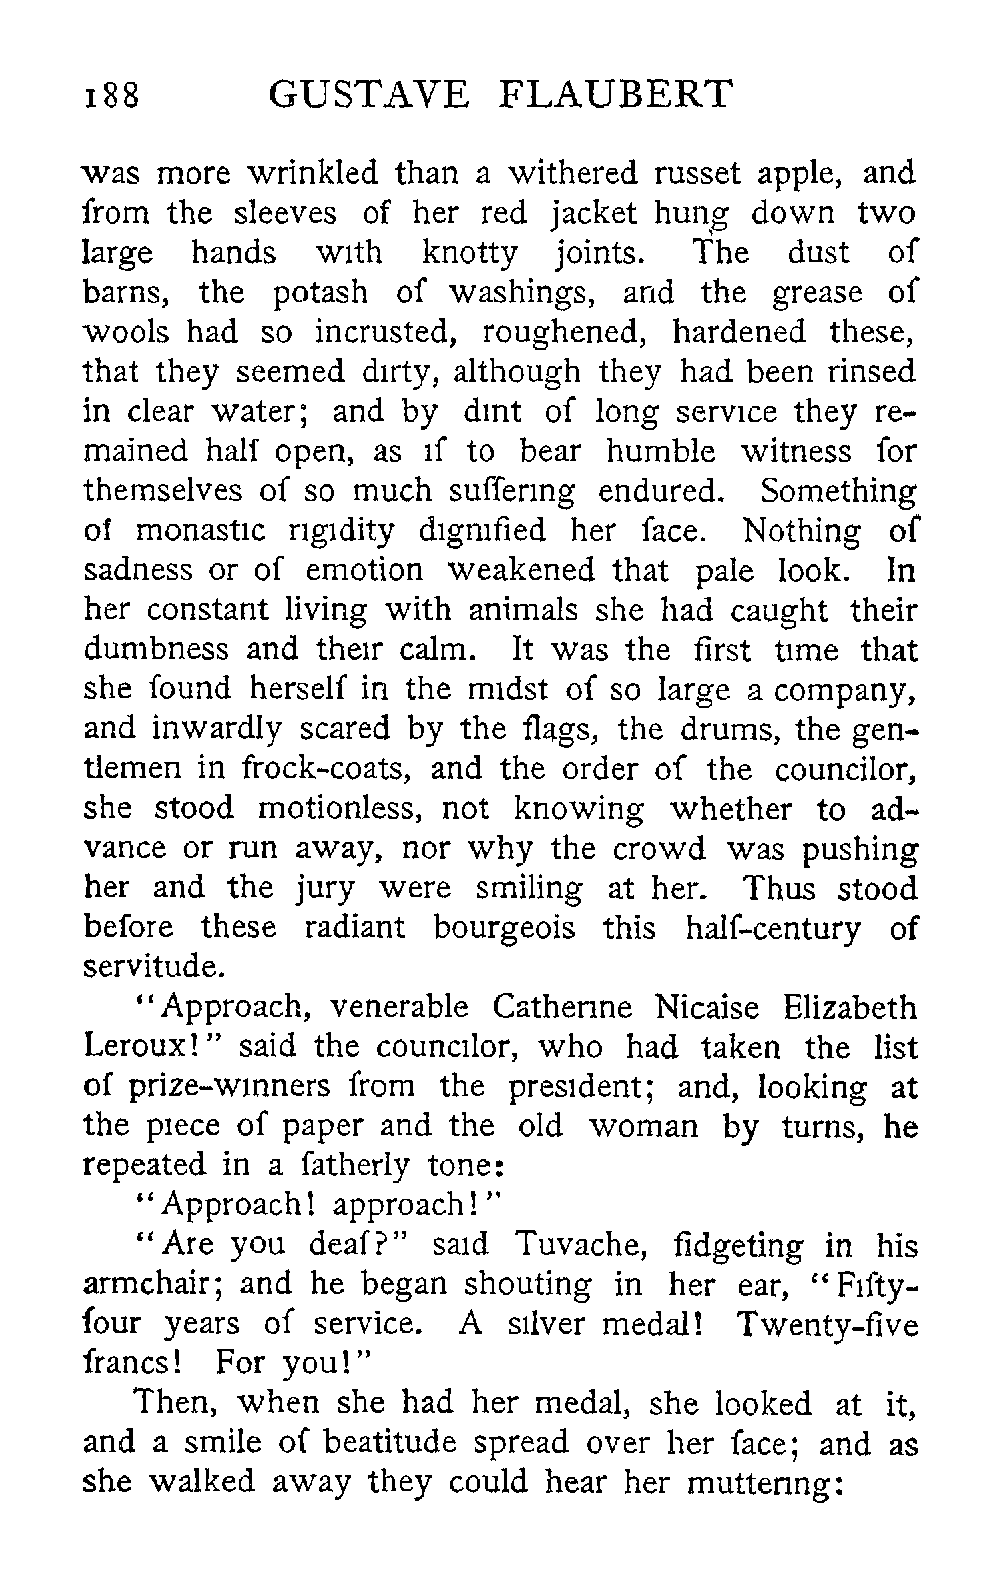 188 GUSTAVE FLAUBERT
was more wrinkled than a withered russet apple, and
from the sleeves of her red jacket hung down two
large hands with knotty joints. The dust of
barns, the potash of washings, and the grease of
wools had so incrusted, roughened, hardened these,
that they seemed dirty, although they had been rinsed
in clear water; and by dint of long service they re-
mained half open, as if to bear humble witness for
themselves of so much suffering endured. Something
of monastic rigidity dignified her face. Nothing of
sadness or of emotion weakened that pale look. In
her constant living with animals she had caught their
dumbness and their calm. It was the first time that
she found herself in the midst of so large a company,
and inwardly scared by the flags, the drums, the gen-
tlemen in frock-coats, and the order of the councilor,
she stood motionless, not knowing whether to ad-
vance or run away, nor why the crowd was pushing
her and the jury were smiling at her. Thus stood
before these radiant bourgeois this half-century of
servitude.
"Approach, venerable Catherine Nicaise Elizabeth
Leroux!" said the councilor, who had taken the list
of prize-winners from the president; and, looking at
the piece of paper and the old woman by turns, he
repeated in a fatherly tone:
"Approach! approach!"
"Are you deaf?" said Tuvache, fidgeting in his
armchair; and he began shouting in her ear, "Fifty-
four years of service. A silver medal! Twenty-five
francs! For you!"
Then, when she had her medal, she looked at it,
and a smile of beatitude spread over her face; and as
she walked away they could hear her muttering: